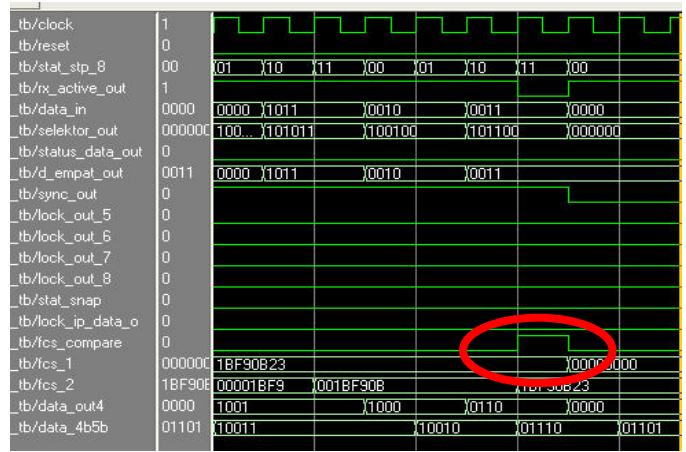 _tb/clock 1
_tb/reset 0
_tb/stat_stp_8 00 01 10 11 00 01 10 11 00
_tb/rx_active_out 1
_tb/data_in 0000 0000 1011 0010 0011 0000
_tb/selektor_out 000000 100... 101011 100100 101100 000000
_tb/status_data_out 0
_tb/d_empat_out 0011 0000 1011 0010 0011
_tb/sync_out 0
_tb/lock_out_5 0
_tb/lock_out_6 0
_tb/lock_out_7 0
_tb/lock_out_8 0
_tb/stat_snap 0
_tb/lock_ip_data_o 0
_tb/fcs_compare 0
_tb/fcs_1 000000 1BF90B23 00000000
_tb/fcs_2 1BF90B 00001BF9 001BF90B 1BF90B23
_tb/data_out4 0000 1001 1000 0110 0000
_tb/data_4b5b 01101 10011 10010 01110 01101